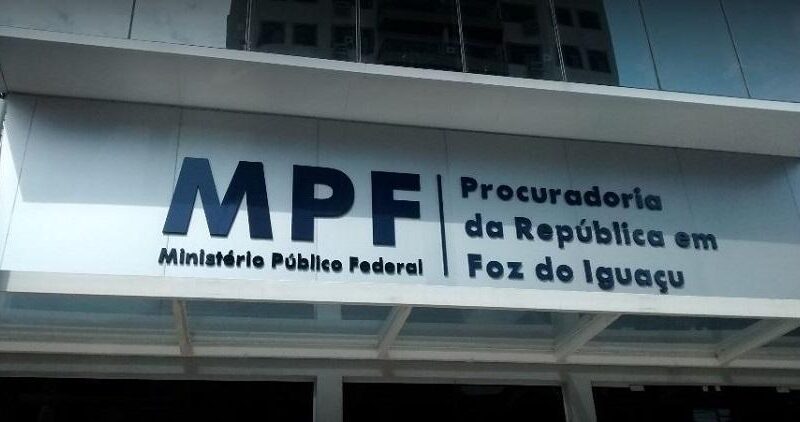 MPF
Ministério Público Federal
Procuradoria
da República em
Foz do Iguaçu